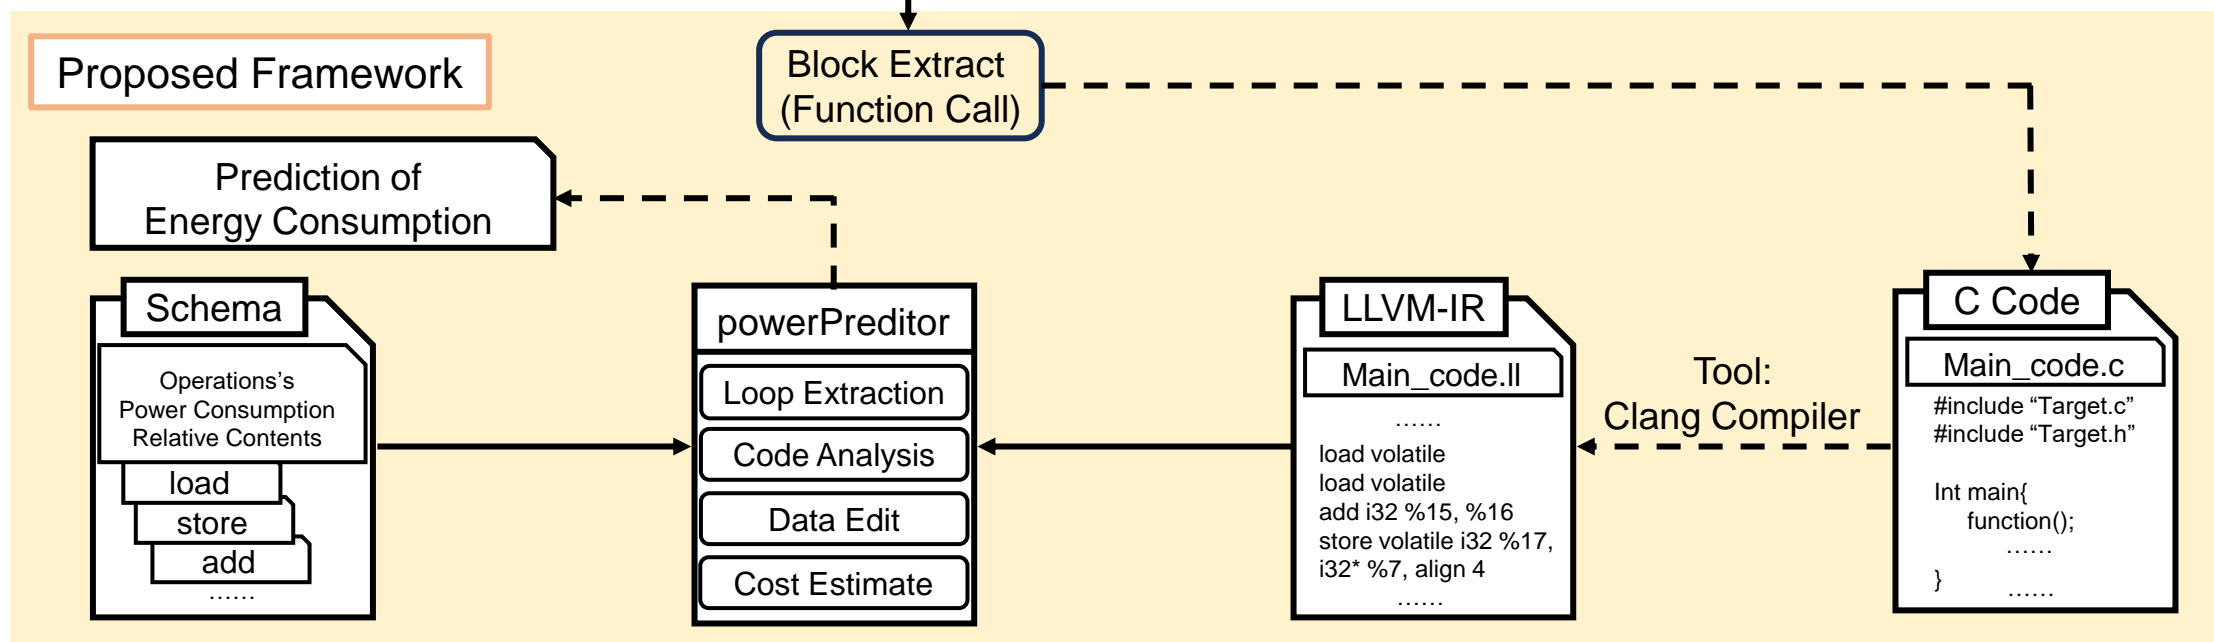 Proposed Framework
Block Extract
(Function Call)
Prediction of
Energy Consumption
Schema
Operations's
Power Consumption
Relative Contents
load
store
add
......
powerPreditor
Loop Extraction
Code Analysis
Data Edit
Cost Estimate
LLVM-IR
Main_code.ll
......
load volatile
load volatile
add i32 %15, %16
store volatile i32 %17,
i32* %7, align 4
......
Tool:
Clang Compiler
C Code
Main_code.c
#include “Target.c”
#include “Target.h”
Int main{
function();
......
}
......